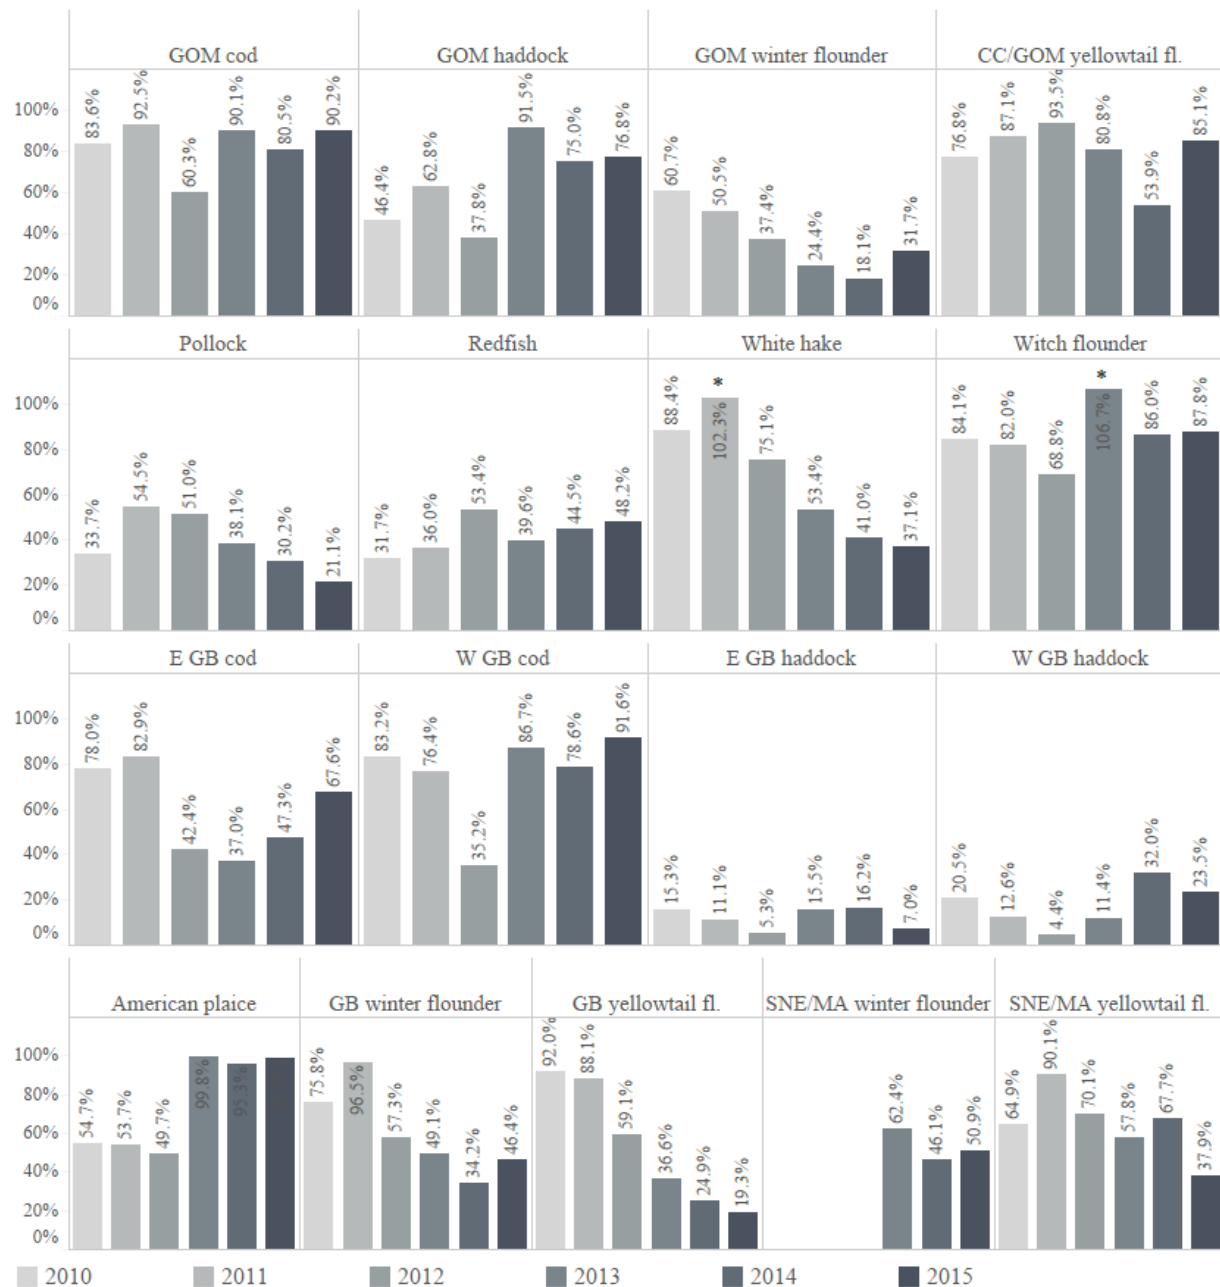 GOM cod GOM haddock GOM winter flounder CC/GOM yellowtail fl.
100%
80%
60%
40%
20%
0%
83.6% 92.5% 60.3% 90.1% 80.5% 90.2%
46.4% 62.8% 37.8% 91.5% 75.0% 76.8%
60.7% 50.5% 37.4% 24.4% 18.1% 31.7%
76.8% 87.1% 93.5% 80.8% 53.9% 85.1%
Pollock Redfish White hake Witch flounder
100%
80%
60%
40%
20%
0%
33.7% 54.5% 51.0% 38.1% 30.2% 21.1%
31.7% 36.0% 53.4% 39.6% 44.5% 48.2%
88.4% * 102.3% 75.1% 53.4% 41.0% 37.1%
84.1% 82.0% 68.8% * 106.7% 86.0% 87.8%
E GB cod W GB cod E GB haddock W GB haddock
100%
80%
60%
40%
20%
0%
78.0% 82.9% 42.4% 37.0% 47.3% 67.6%
83.2% 76.4% 35.2% 86.7% 78.6% 91.6%
15.3% 11.1% 5.3% 15.5% 16.2% 7.0%
20.5% 12.6% 4.4% 11.4% 32.0% 23.5%
American plaice GB winter flounder GB yellowtail fl. SNE/MA winter flounder SNE/MA yellowtail fl.
100%
80%
60%
40%
20%
0%
54.7% 53.7% 49.7% 99.8% 95.3%
75.8% 96.5% 57.3% 49.1% 34.2% 46.4%
92.0% 88.1% 59.1% 36.6% 24.9% 19.3%
62.4% 46.1% 50.9%
64.9% 90.1% 70.1% 57.8% 67.7% 37.9%
2010 2011 2012 2013 2014 2015